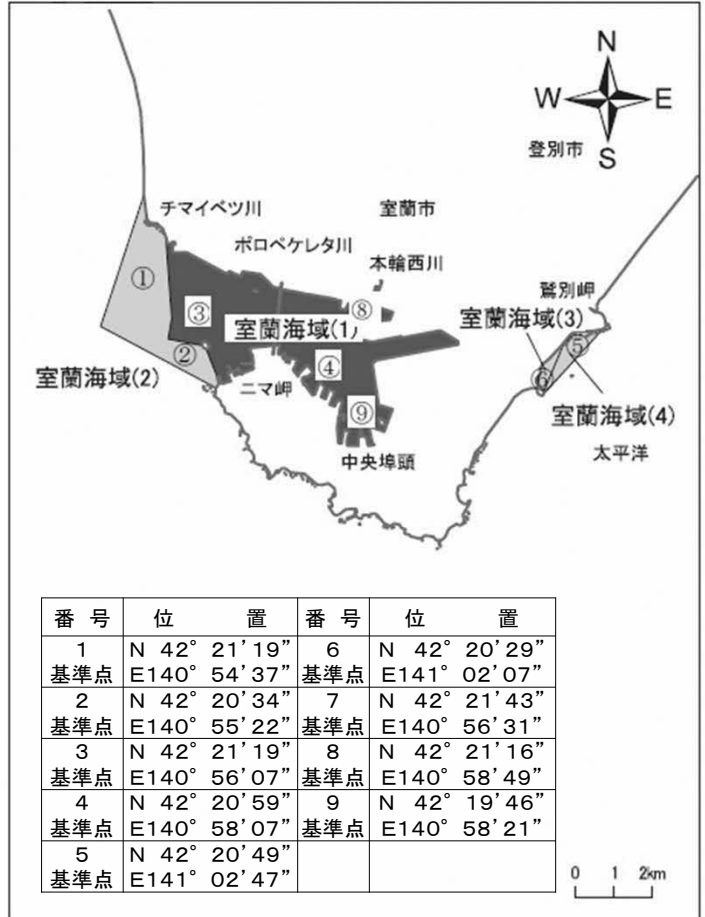 N
W E
S
登別市
チマイベツ川
室蘭市
ポロペケレタ川
本輪西川
①
⑧
鷲別岬
③
室蘭海域(3)
室蘭海域(1)
⑤
②
④
室蘭海域(2)
⑥
ニマ岬
室蘭海域(4)
⑨
太平洋
中央埠頭
番 号 位 置 番 号 位 置
1 N 42° 21’19” 6 N 42° 20’29”
基準点 E140° 54’37” 基準点 E141° 02’07”
2 N 42° 20’34” 7 N 42° 21’43”
基準点 E140° 55’22” 基準点 E140° 56’31”
3 N 42° 21’19” 8 N 42° 21’16”
基準点 E140° 56’07” 基準点 E140° 58’49”
4 N 42° 20’59” 9 N 42° 19’46”
基準点 E140° 58’07” 基準点 E140° 58’21”
5 N 42° 20’49”
基準点 E141° 02’47”
0 1 2km